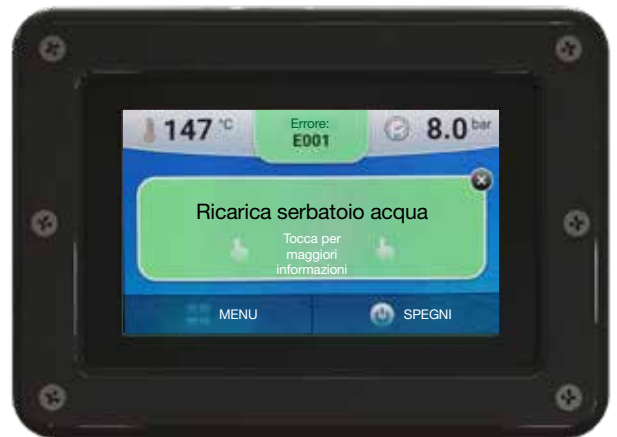 147 °C
Errore:
E001
8.0 bar
Ricarica serbatoio acqua
Tocca per
maggiori
informazioni
MENU
SPEGNI